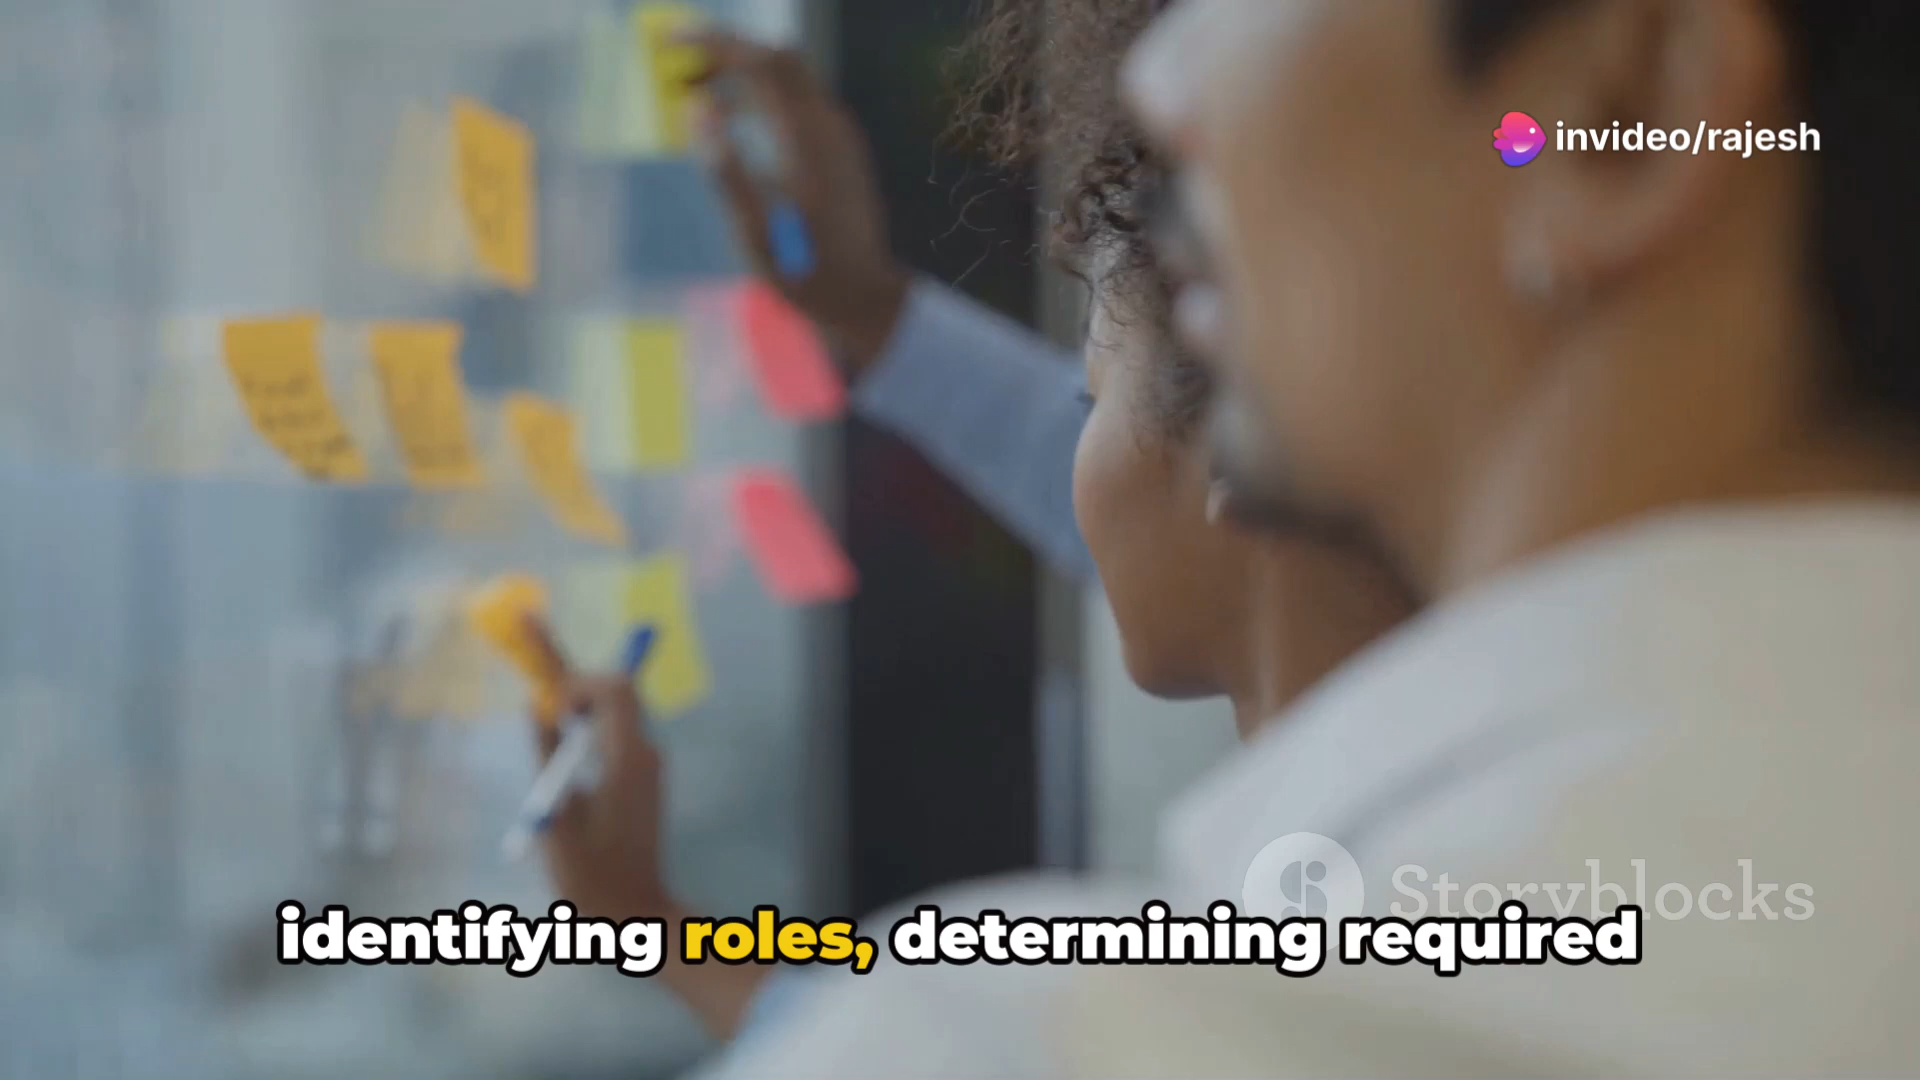 invideo/rajesh
Storyblocks
identifying roles, determining required